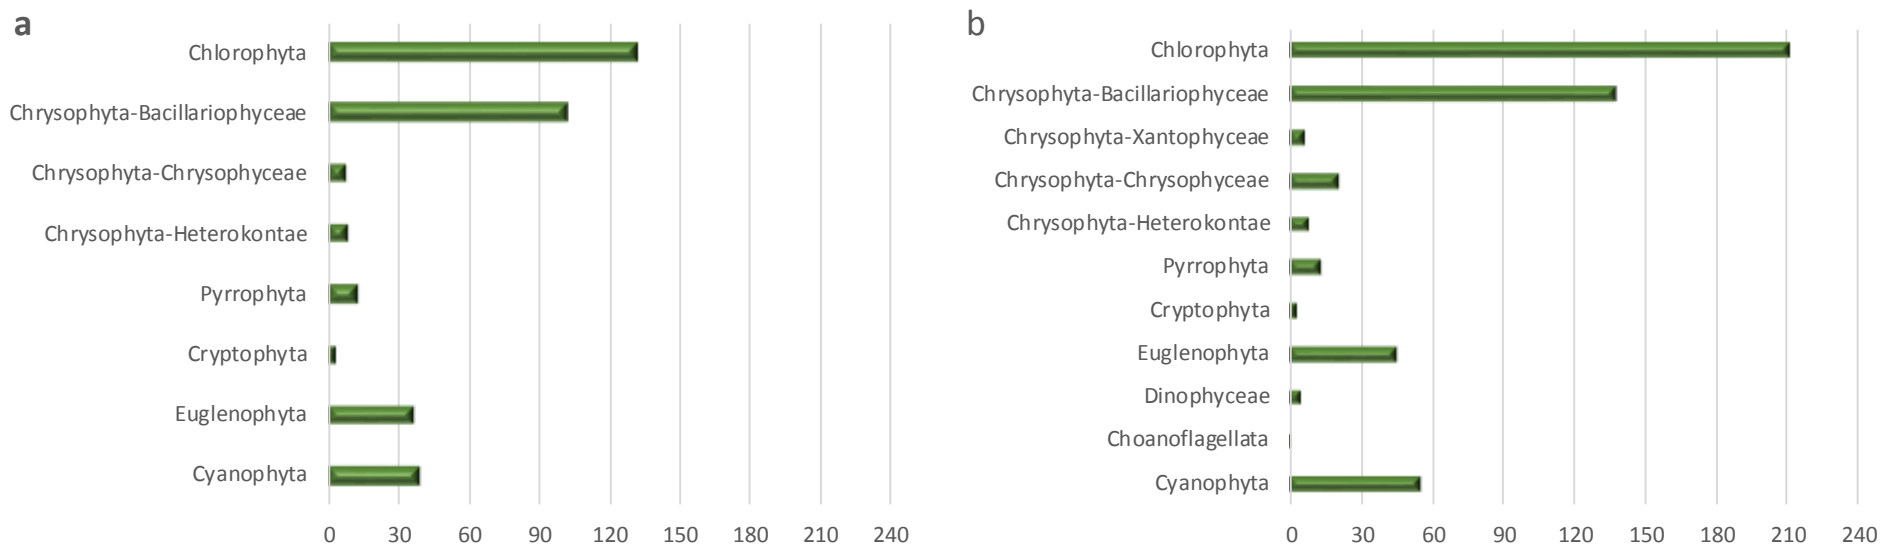 a
Chlorophyta
Chrysophyta-Bacillariophyceae
Chrysophyta-Chrysophyceae
Chrysophyta-Heterokontae
Pyrrophyta
Cryptophyta
Euglenophyta
Cyanophyta
0 30 60 90 120 150 180 210 240
b
Chlorophyta
Chrysophyta-Bacillariophyceae
Chrysophyta-Xantophyceae
Chrysophyta-Chrysophyceae
Chrysophyta-Heterokontae
Pyrrophyta
Cryptophyta
Euglenophyta
Dinophyceae
Choanoflagellata
Cyanophyta
0 30 60 90 120 150 180 210 240